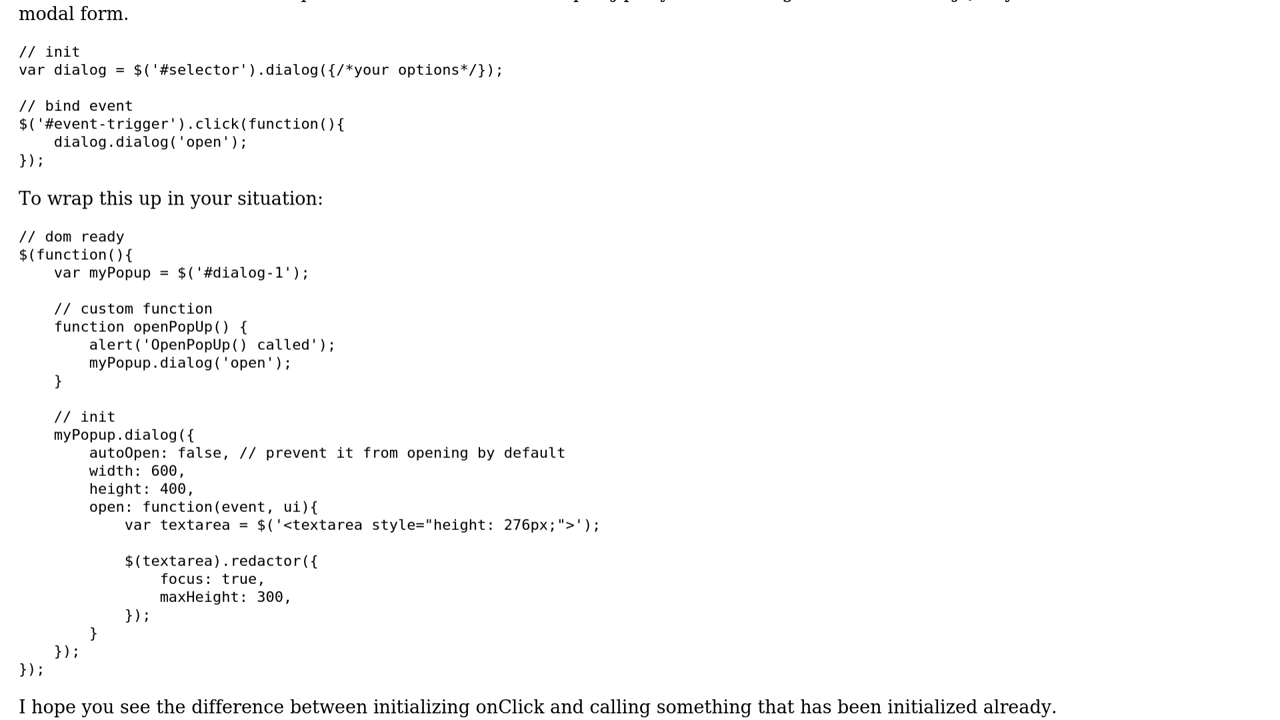 modal form.
// init
var dialog = $('#selector').dialog({/*your options*/});
// bind event
$('#event-trigger').click(function(){
    dialog.dialog('open');
});
To wrap this up in your situation:
// dom ready
$(function(){
    var myPopup = $('#dialog-1');
    // custom function
    function openPopUp() {
        alert('OpenPopUp() called');
        myPopup.dialog('open');
    }
    // init
    myPopup.dialog({
        autoOpen: false, // prevent it from opening by default
        width: 600,
        height: 400,
        open: function(event, ui){
            var textarea = $('<textarea style="height: 276px;">');
            $(textarea).redactor({
                focus: true,
                maxHeight: 300,
            });
        }
    });
});
I hope you see the difference between initializing onClick and calling something that has been initialized already.